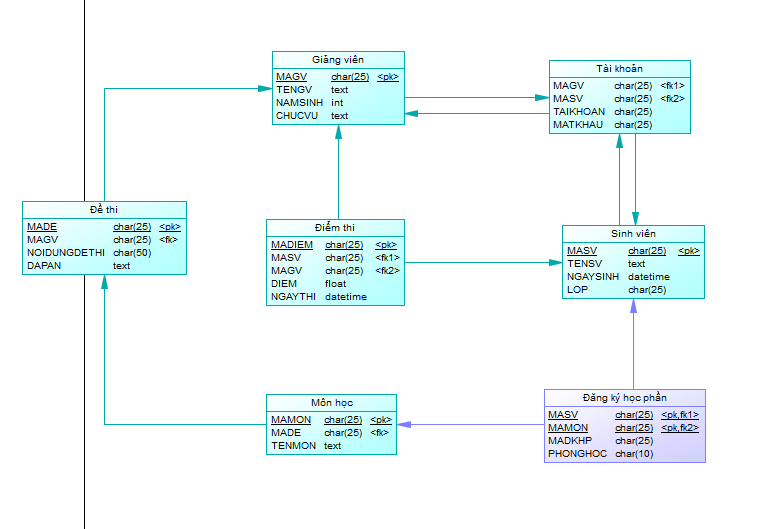 Giảng viên
MAGV char(25) <pk>
TENGV text
NAMSINH int
CHUCVU text
Tài khoản
MAGV char(25) <fk1>
MASV char(25) <fk2>
TAIKHOAN char(25)
MATKHAU char(25)
Đề thi
MADE char(25) <pk>
MAGV char(25) <fk>
NOIDUNGDETHI char(50)
DAPAN text
Điểm thi
MADIEM char(25) <pk>
MASV char(25) <fk1>
MAGV char(25) <fk2>
DIEM float
NGAYTHI datetime
Sinh viên
MASV char(25) <pk>
TENSV text
NGAYSINH datetime
LOP char(25)
Môn học
MAMON char(25) <pk>
MADE char(25) <fk>
TENMON text
Đăng ký học phần
MASV char(25) <pk,fk1>
MAMON char(25) <pk,fk2>
MADKHP char(25)
PHONGHOC char(10)